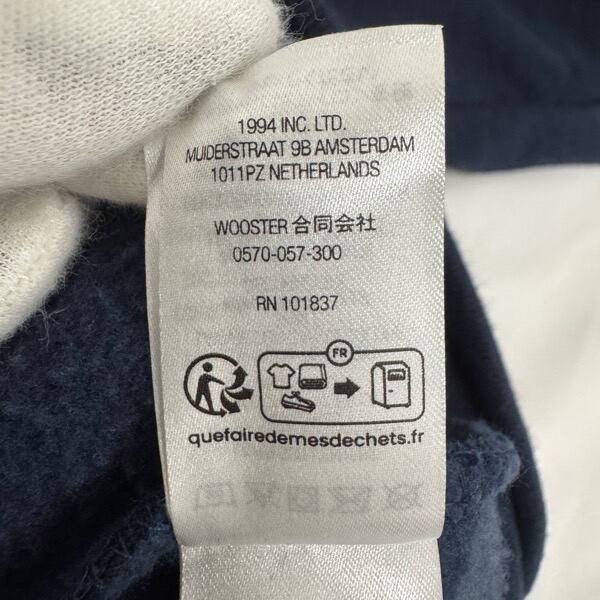 1994 INC. LTD.
MUIDERSTRAAT 9B AMSTERDAM
1011PZ NETHERLANDS
WOOSTER 合同会社
0570-057-300
RN 101837
FR
quefairedemesdechets.fr